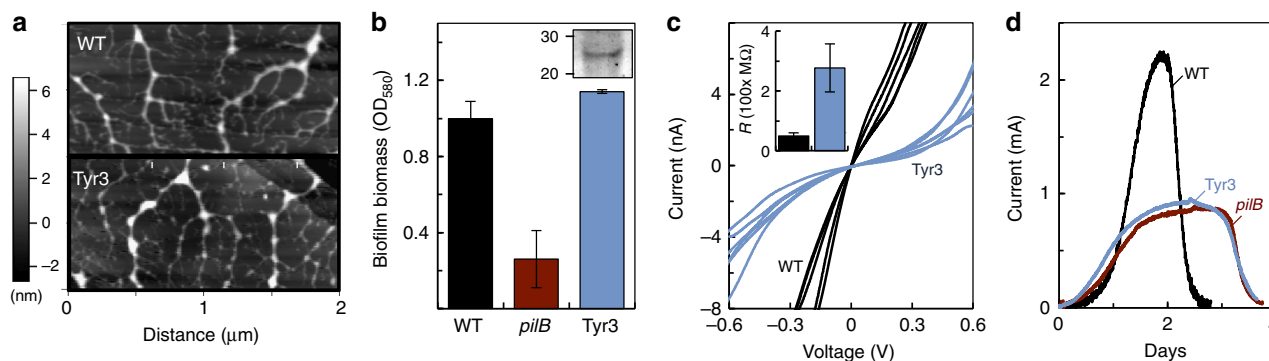 a
WT
Tyr3
6
4
2
0
−2
(nm)
0
1
2
Distance (μm)
b
Biofilm biomass (OD580)
1.2
0.8
0.4
30
20
WT
pilB
Tyr3
c
Current (nA)
4
0
−4
−8
R (100x MΩ)
4
2
0
WT
Tyr3
−0.6
−0.3
0
0.3
0.6
Voltage (V)
d
Current (mA)
2
1
0
WT
Tyr3
pilB
0
2
Days